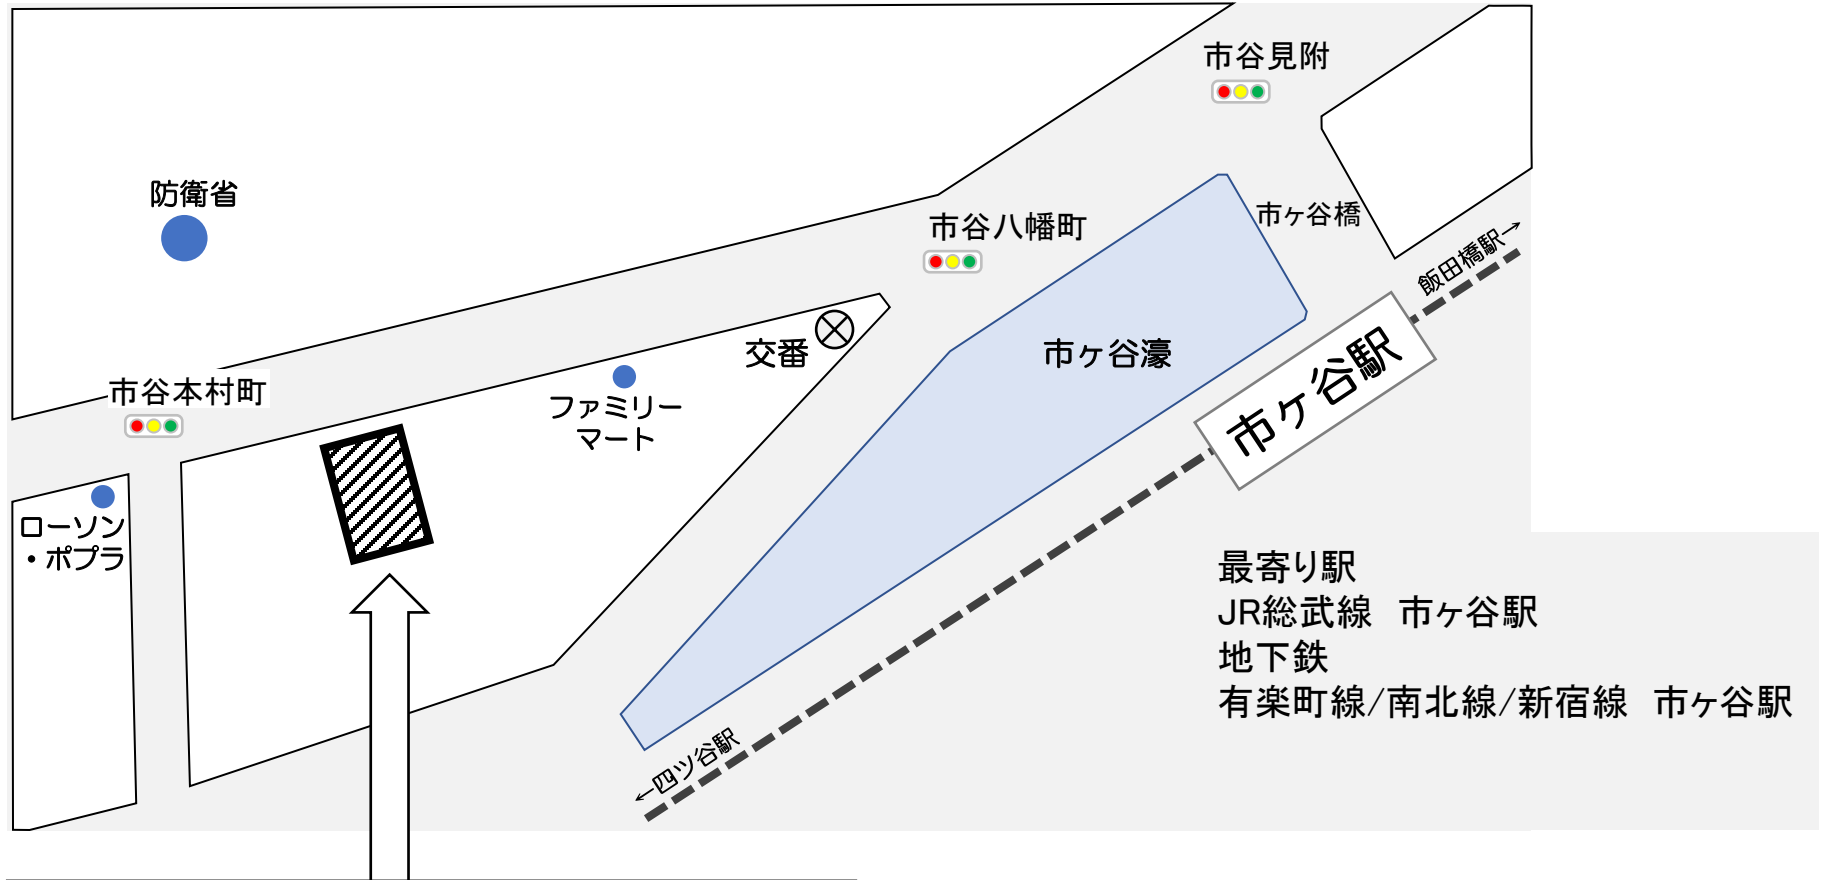 市谷見附
防衛省
市谷八幡町
市ヶ谷橋
飯田橋駅→
交番
市ヶ谷濠
市ヶ谷駅
市谷本村町
ファミリー
マート
ローソン
・ポプラ
最寄り駅
JR総武線　市ヶ谷駅
地下鉄
有楽町線/南北線/新宿線　市ヶ谷駅
←四ツ谷駅